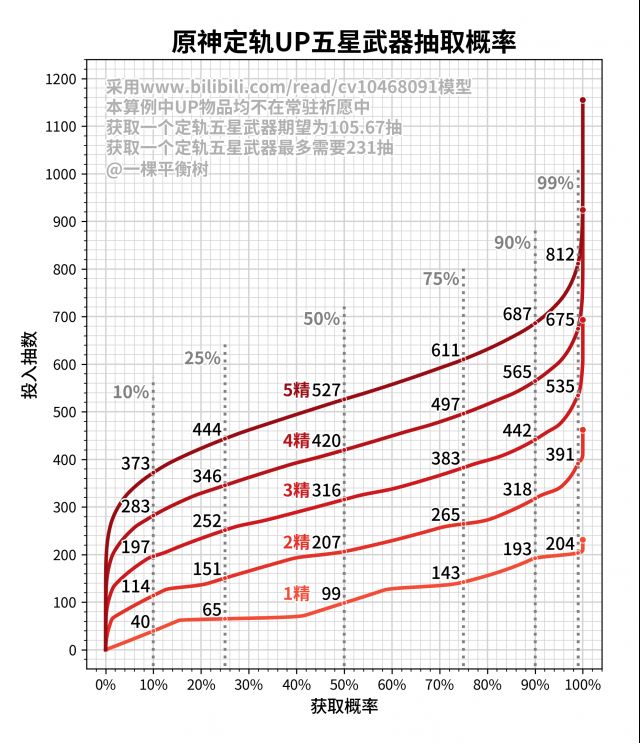 原神定轨UP五星武器抽取概率
采用www.bilibili.com/read/cv10468091模型
本算例中UP物品均不在常驻祈愿中
获取一个定轨五星武器期望为105.67抽
获取一个定轨五星武器最多需要231抽
@一棵平衡树
投入抽数
1200
1100
1000
900
800
700
600
500
400
300
200
100
0
10%
25%
50%
75%
90%
99%
373 444 5精 527 611 687 812
283 346 4精 420 497 565 675
197 252 3精 316 383 442 535
114 151 2精 207 265 318 391
40 65 1精 99 143 193 204
0% 10% 20% 30% 40% 50% 60% 70% 80% 90% 100%
获取概率